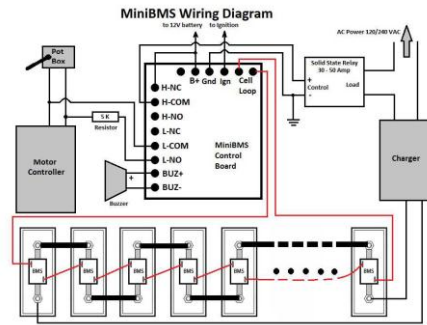 MiniBMS Wiring Diagram
to 12V battery
to Ignition
AC Power 120/240 VAC
Pot
Box
B+
Gnd
Ign
Cell
Loop
Solid State Relay
30 - 50 Amp
+
Control
-
Load
H-NC
H-COM
H-NO
L-NC
L-COM
L-NO
BUZ+
BUZ-
MiniBMS
Control
Board
5 K
Resistor
Motor
Controller
+
Buzzer
Charger
BMS
BMS
BMS
BMS
BMS
BMS